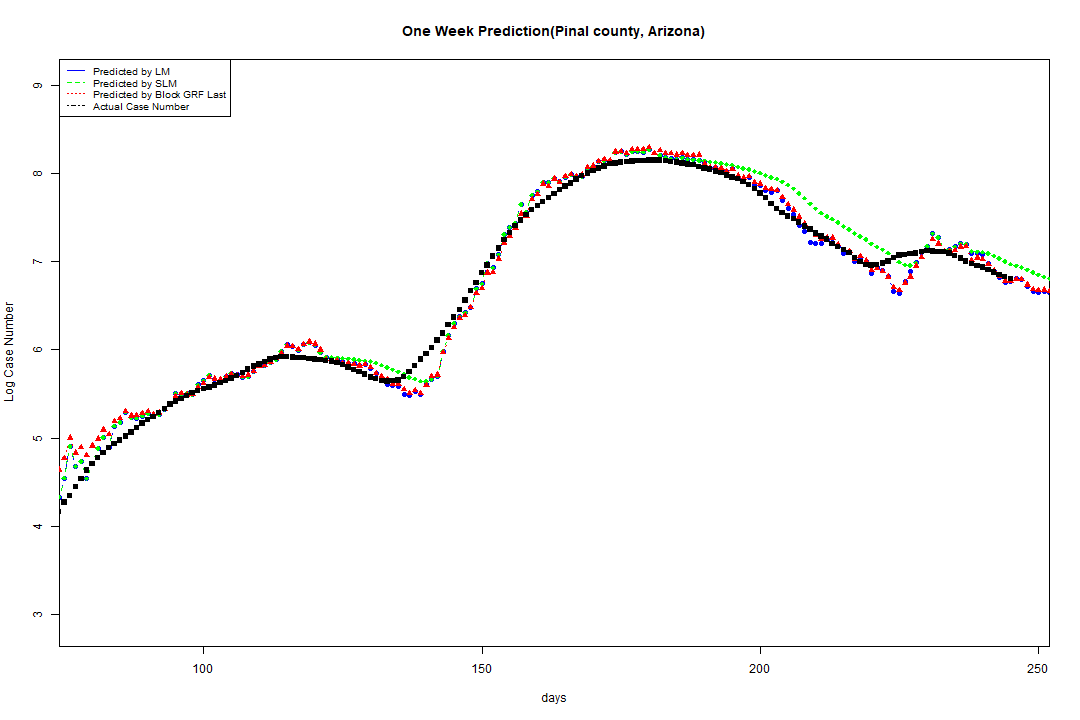 One Week Prediction(Pinal county, Arizona)
Predicted by LM
Predicted by SLM
Predicted by Block GRF Last
Actual Case Number
9
8
7
6
5
4
3
Log Case Number
100 150 200 250
days